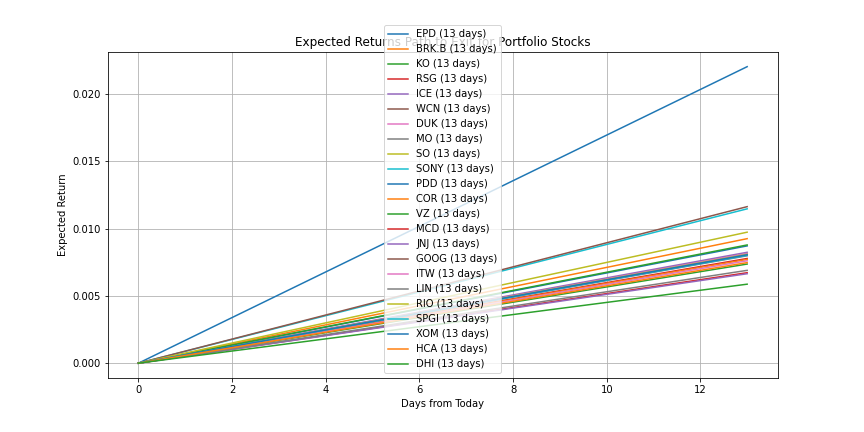 Expected Returns Path to Exit for Portfolio Stocks
EPD (13 days)
BRK.B (13 days)
KO (13 days)
RSG (13 days)
ICE (13 days)
WCN (13 days)
DUK (13 days)
MO (13 days)
SO (13 days)
SONY (13 days)
PDD (13 days)
COR (13 days)
VZ (13 days)
MCD (13 days)
JNJ (13 days)
GOOG (13 days)
ITW (13 days)
LIN (13 days)
RIO (13 days)
SPGI (13 days)
XOM (13 days)
HCA (13 days)
DHI (13 days)
Expected Return
0.020
0.015
0.010
0.005
0.000
0 2 4 6 8 10 12
Days from Today